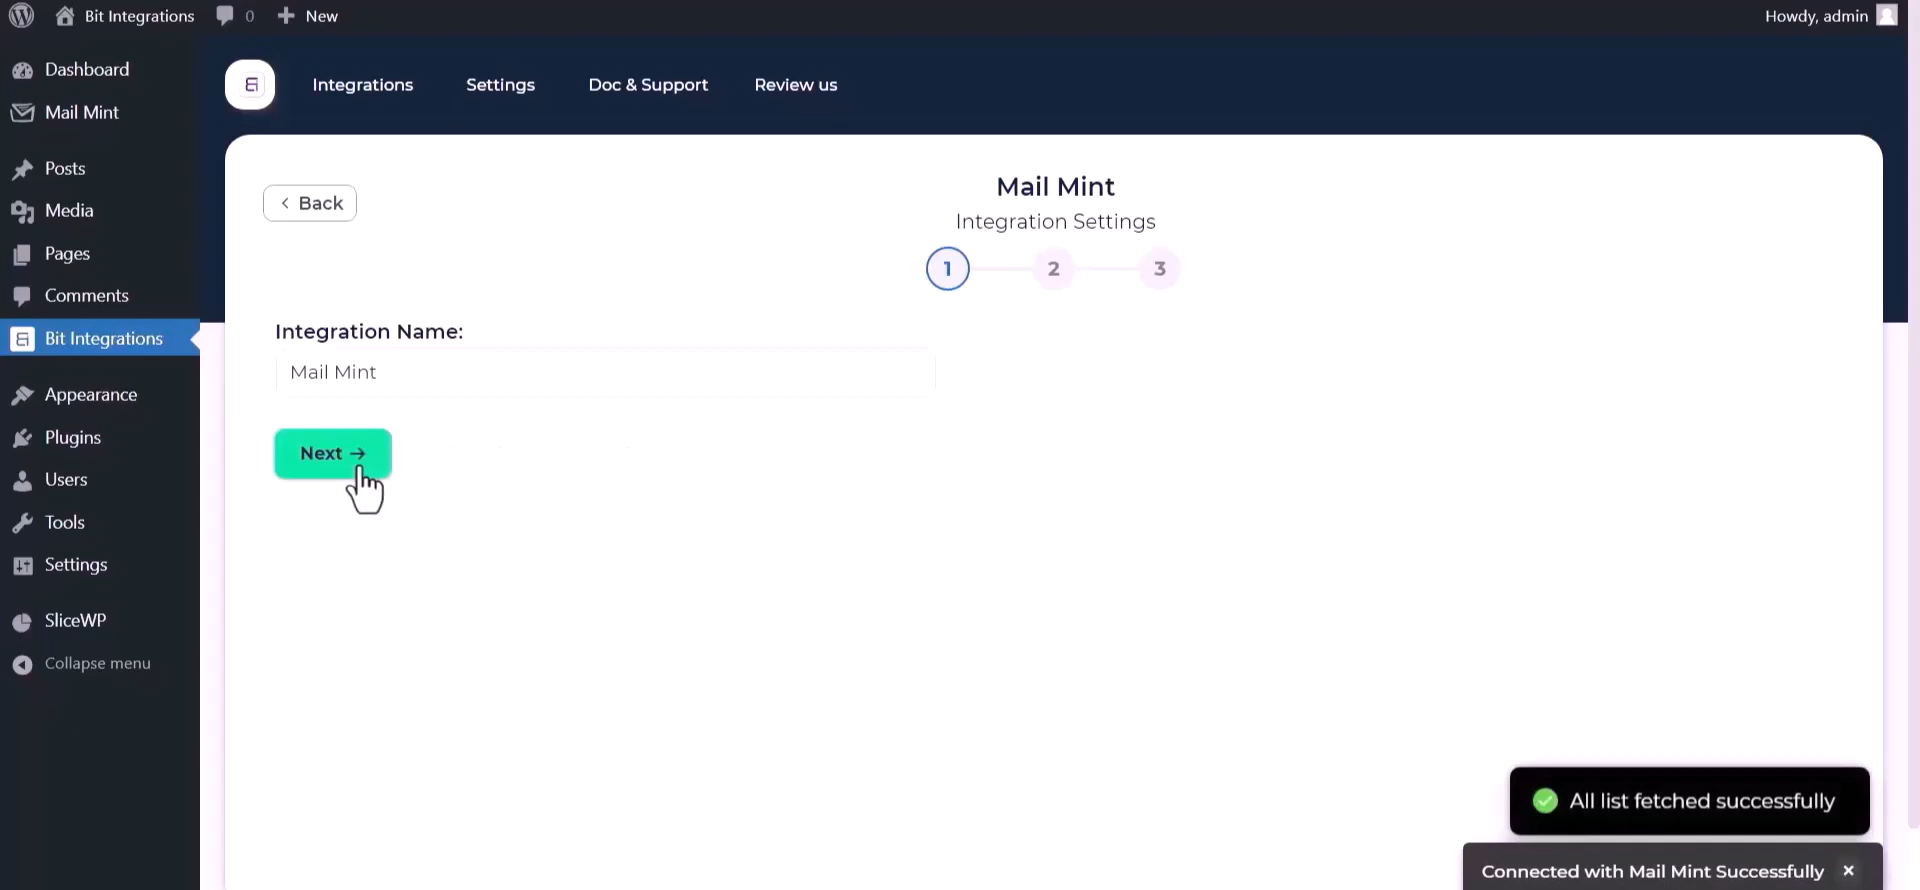 Bit Integrations 0 New Howdy, admin
Dashboard
Mail Mint
Posts
Media
Pages
Comments
Bit Integrations
Appearance
Plugins
Users
Tools
Settings
SliceWP
Collapse menu
Integrations Settings Doc & Support Review us
Back
Mail Mint
Integration Settings
1 2 3
Integration Name:
Mail Mint
Next →
All list fetched successfully
Connected with Mail Mint Successfully ×